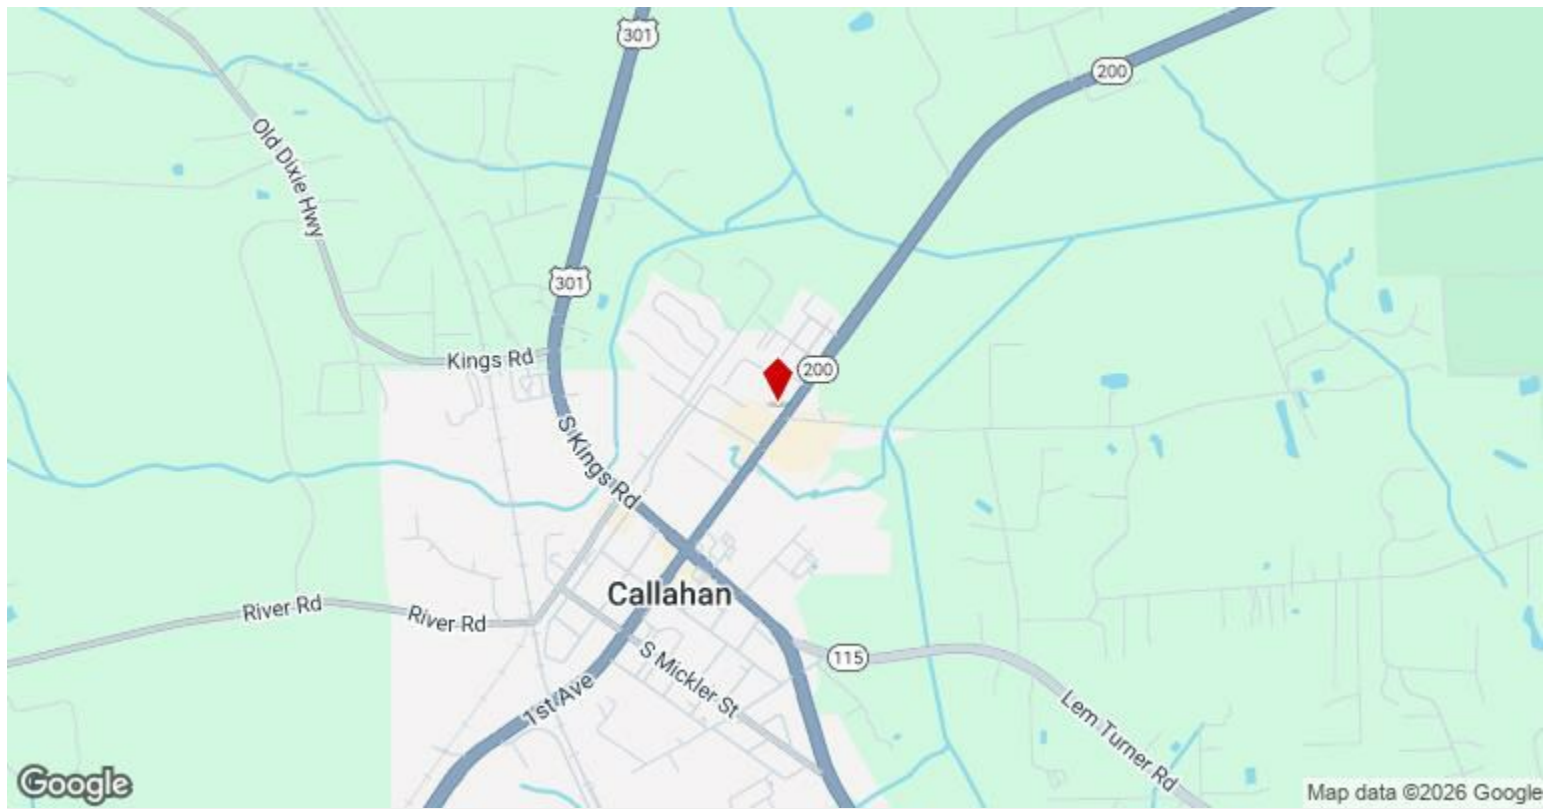 301
200
Old Dixie Hwy
301
Kings Rd
200
S Kings Rd
Callahan
River Rd
River Rd
S Mickler St
115
1st Ave
Lem Turner Rd
Google
Map data ©2026 Google